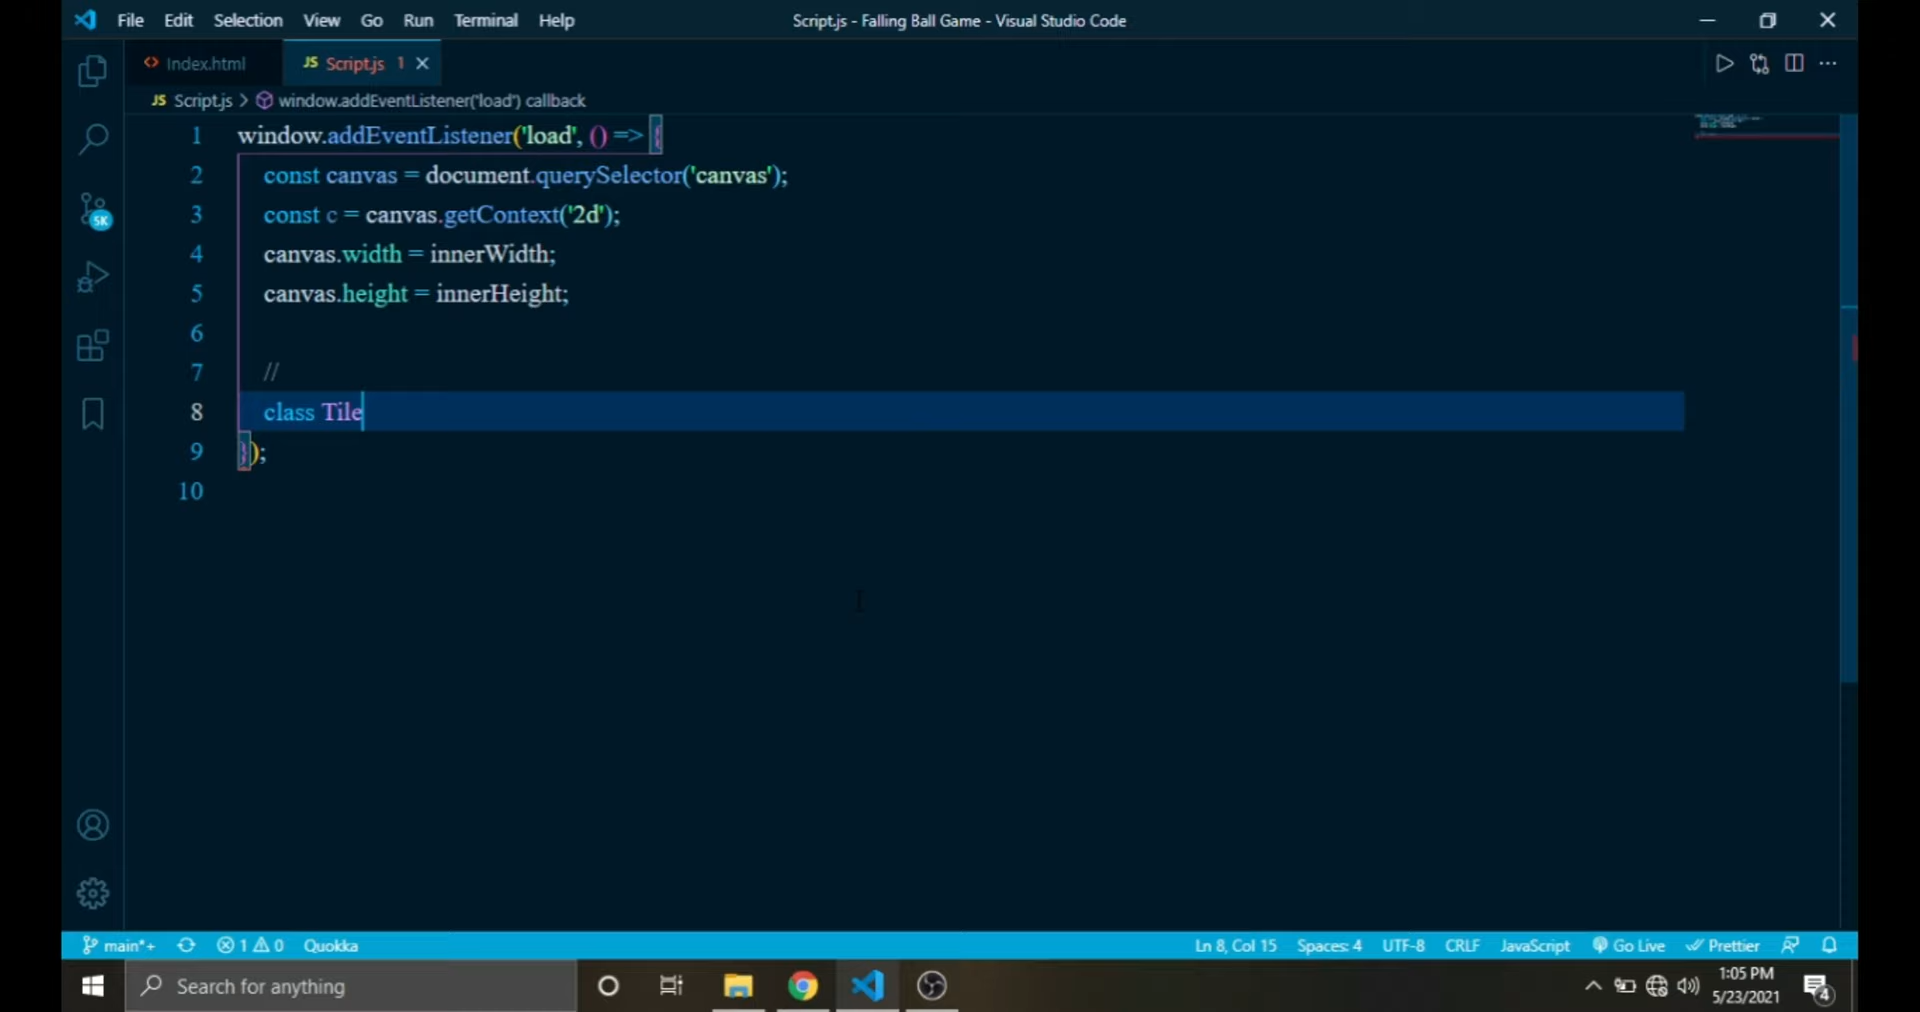 File Edit Selection View Go Run Terminal Help Script.js - Falling Ball Game - Visual Studio Code
Index.html JS Script.js 1
JS Script.js > window.addEventListener('load') callback
1 window.addEventListener('load', () => {
2 const canvas = document.querySelector('canvas');
3 const c = canvas.getContext('2d');
4 canvas.width = innerWidth;
5 canvas.height = innerHeight;
6
7 //
8 class Tile
9 });
10
5K
main*+ 1 0 Quokka Ln 8, Col 15 Spaces: 4 UTF-8 CRLF JavaScript Go Live Prettier
Search for anything
1:05 PM
5/23/2021
4